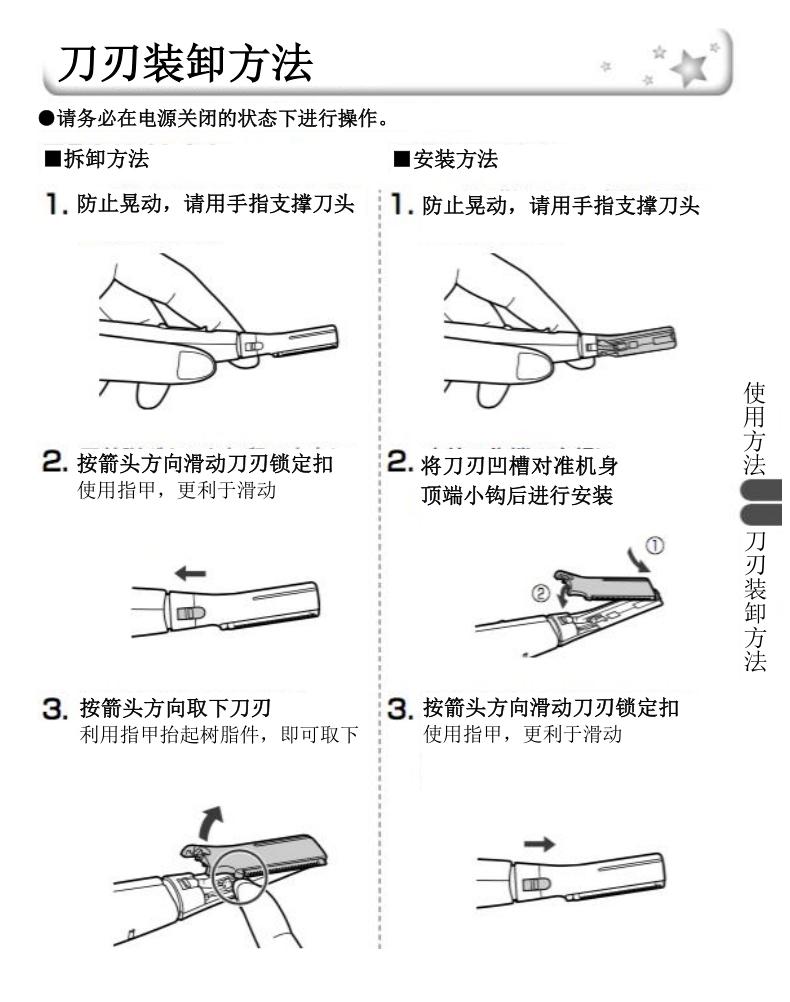 刀刃装卸方法
●请务必在电源关闭的状态下进行操作。
■拆卸方法
1. 防止晃动，请用手指支撑刀头
2. 按箭头方向滑动刀刃锁定扣
使用指甲，更利于滑动
3. 按箭头方向取下刀刃
利用指甲抬起树脂件，即可取下
■安装方法
1. 防止晃动，请用手指支撑刀头
2. 将刀刃凹槽对准机身
顶端小钩后进行安装
①
②
3. 按箭头方向滑动刀刃锁定扣
使用指甲，更利于滑动
使用方法
刀刃装卸方法